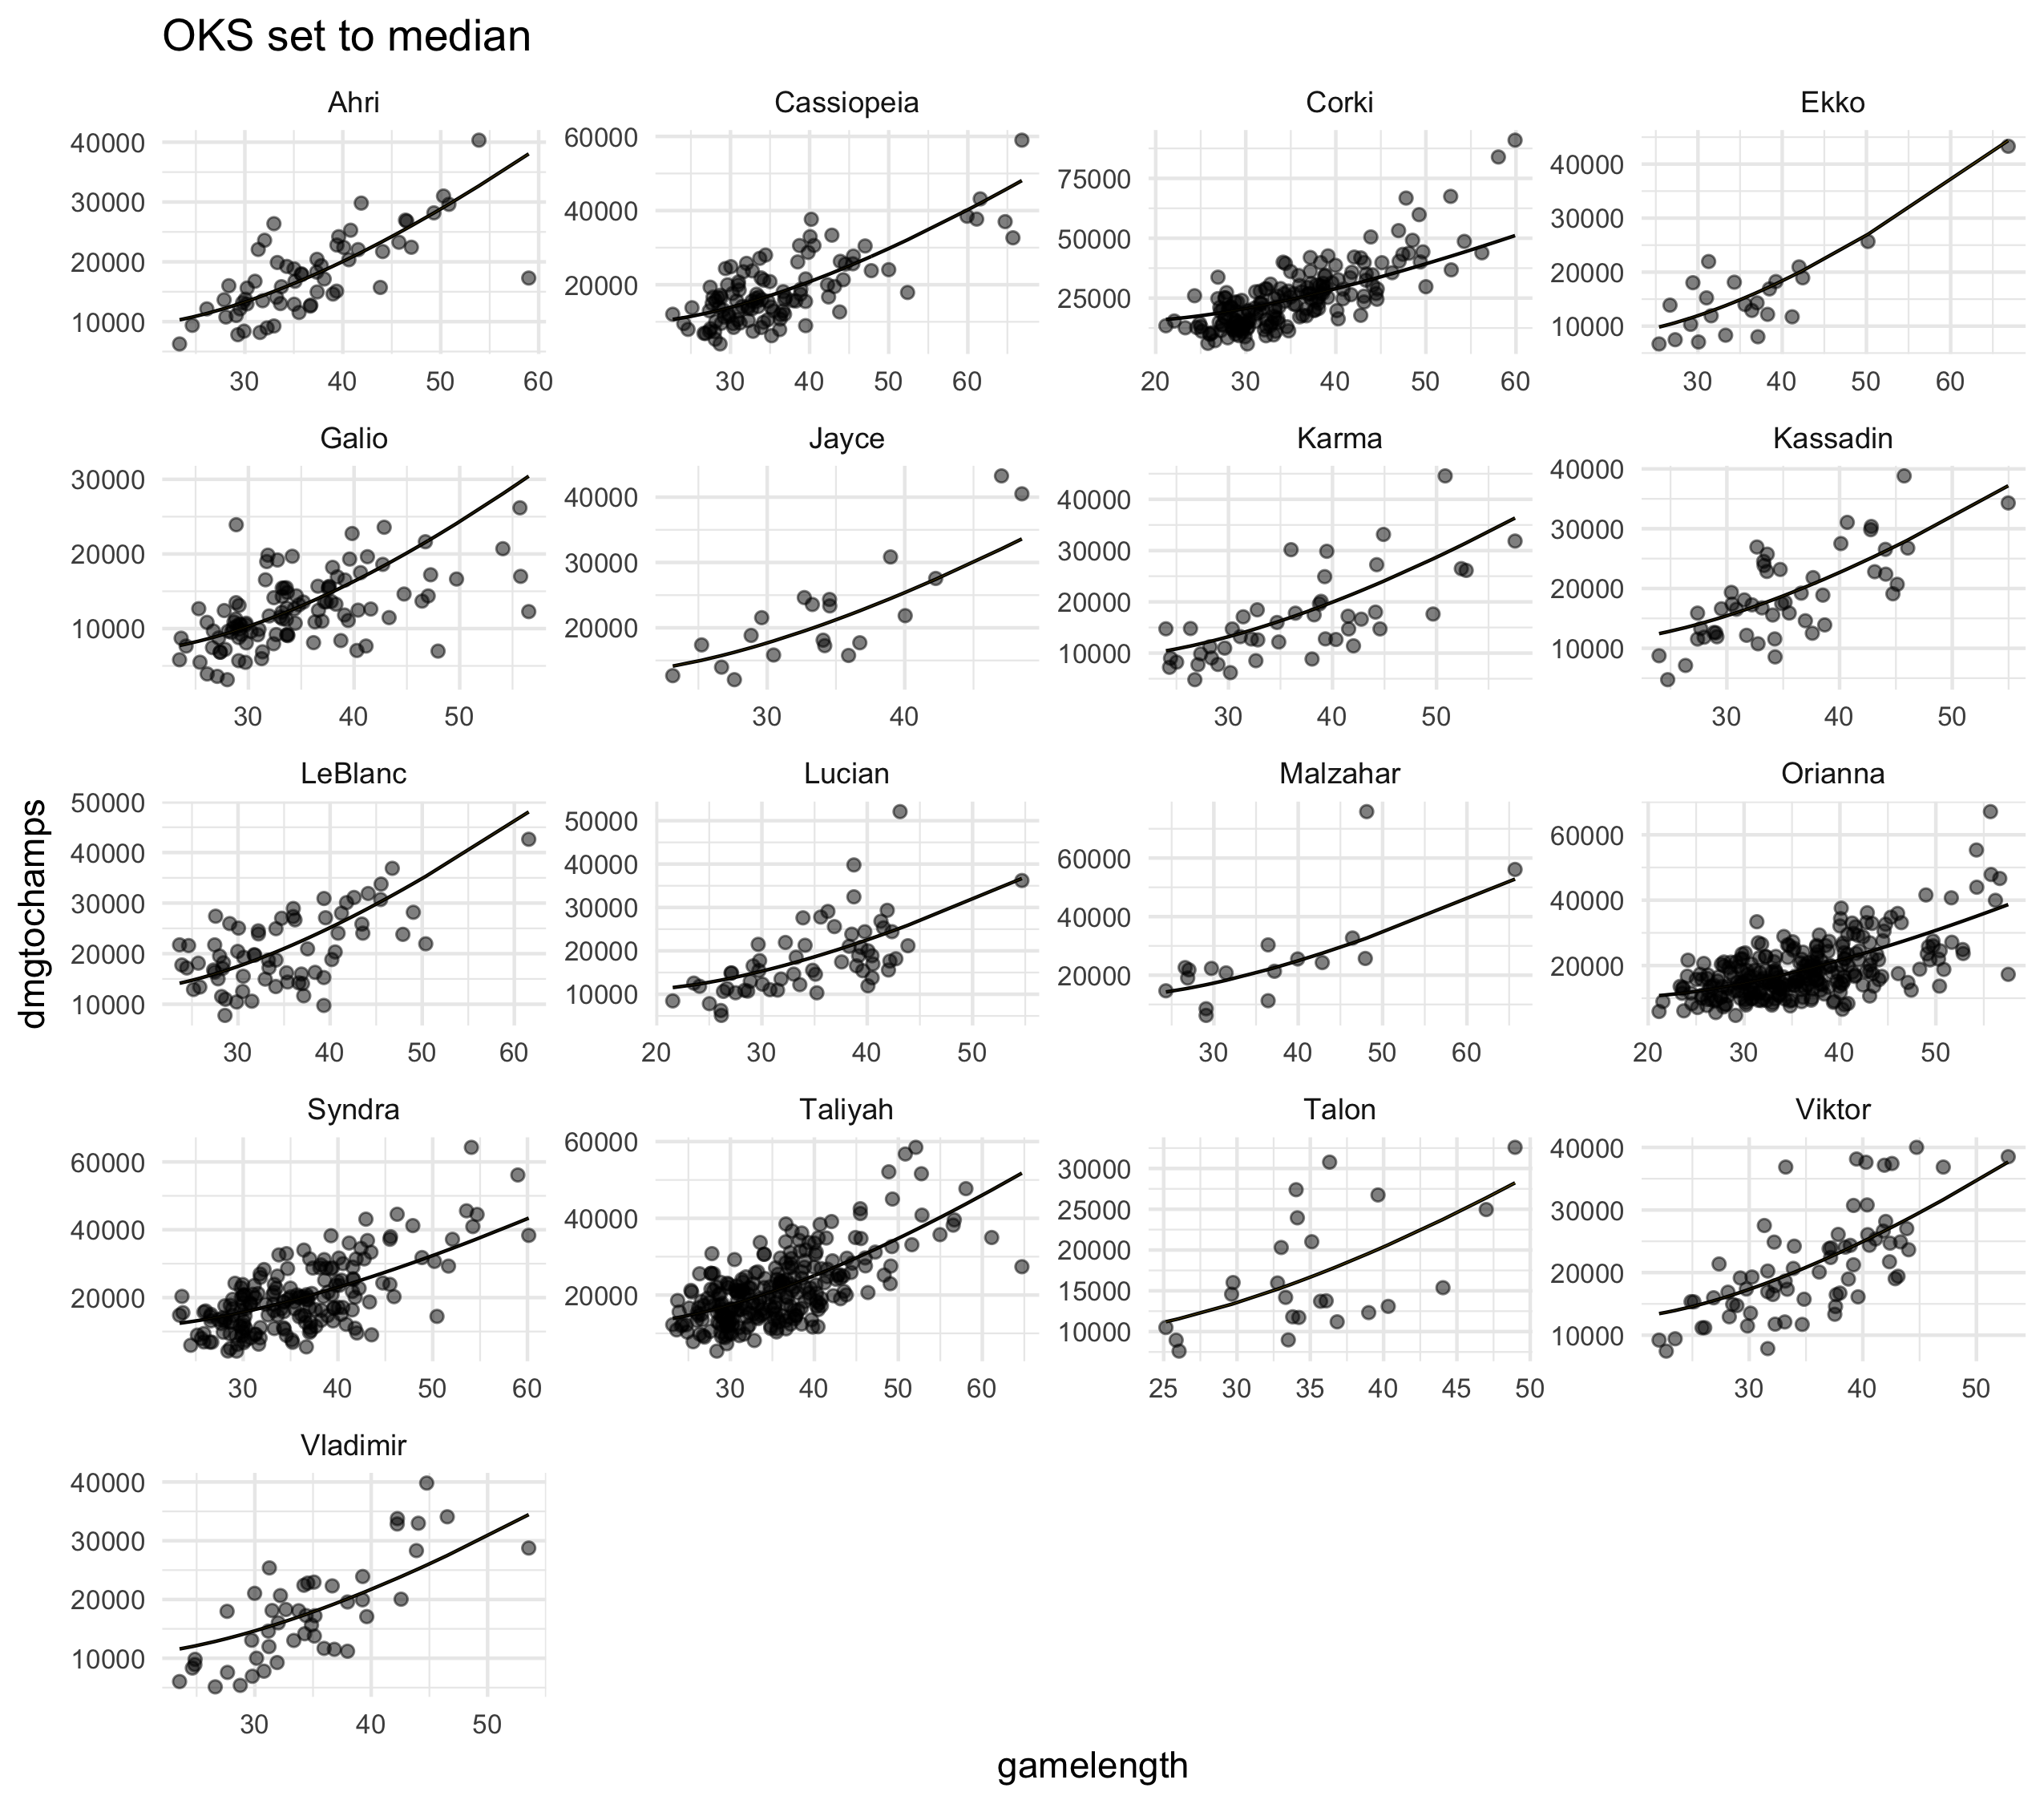 OKS set to median
Ahri Cassiopeia Corki Ekko
40000 30000 20000 10000
60000 40000 20000
75000 50000 25000
40000 30000 20000 10000
30 40 50 60
30 40 50 60
20 30 40 50 60
30 40 50 60
Galio Jayce Karma Kassadin
30000 20000 10000
40000 30000 20000
40000 30000 20000 10000
40000 30000 20000 10000
30 40 50
30 40
30 40 50
30 40 50
LeBlanc Lucian Malzahar Orianna
50000 40000 30000 20000 10000
50000 40000 30000 20000 10000
60000 40000 20000
60000 40000 20000
30 40 50 60
20 30 40 50
30 40 50 60
20 30 40 50
dmgtochamps
Syndra Taliyah Talon Viktor
60000 40000 20000
60000 40000 20000
30000 25000 20000 15000 10000
40000 30000 20000 10000
30 40 50 60
30 40 50 60
25 30 35 40 45 50
30 40 50
Vladimir
40000 30000 20000 10000
30 40 50
gamelength